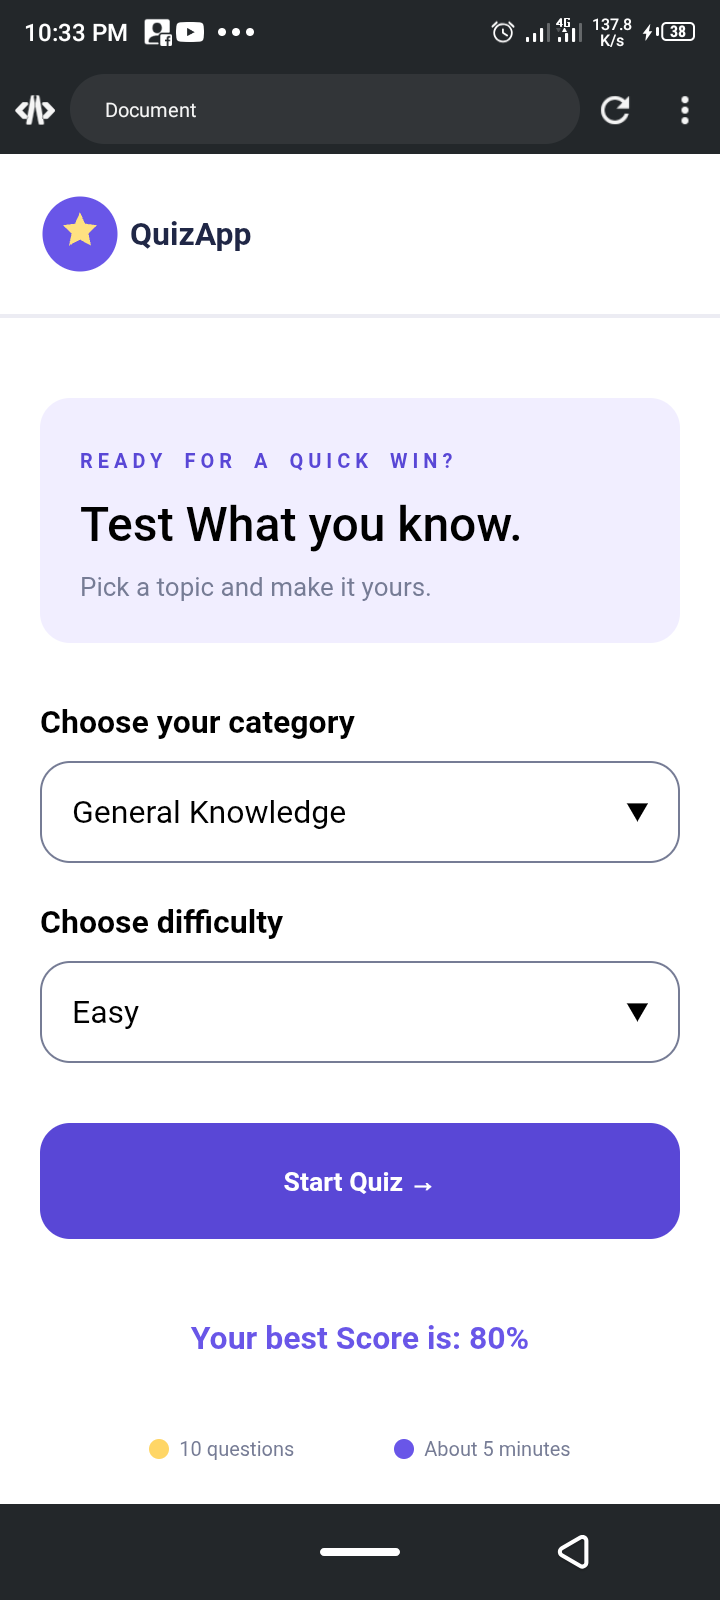 10:33 PM
4G
137.8
K/s
38
Document
QuizApp
READY FOR A QUICK WIN?
Test What you know.
Pick a topic and make it yours.
Choose your category
General Knowledge
Choose difficulty
Easy
Start Quiz →
Your best Score is: 80%
10 questions
About 5 minutes